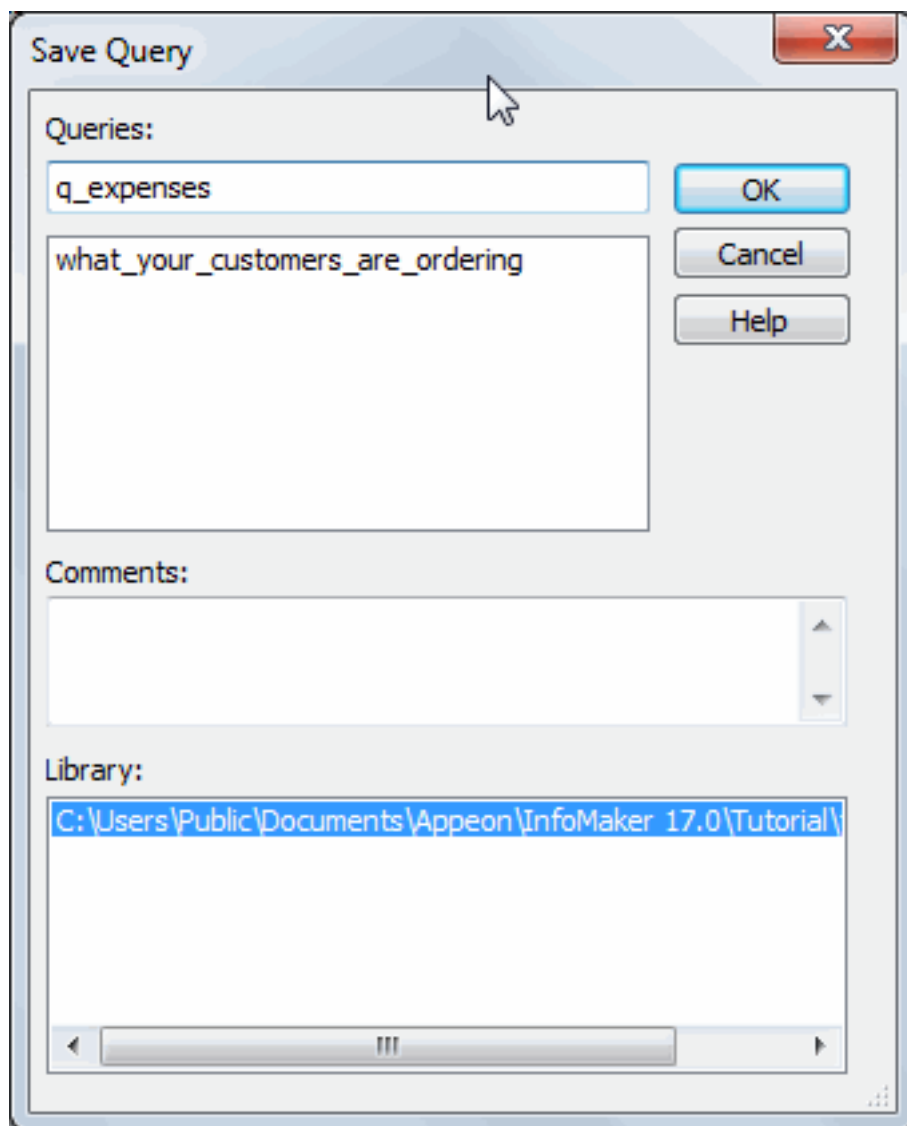 Save Query
Queries:
q_expenses
OK
what_your_customers_are_ordering
Cancel
Help
Comments:
Library:
C:\Users\Public\Documents\Appeon\InfoMaker 17.0\Tutorial\